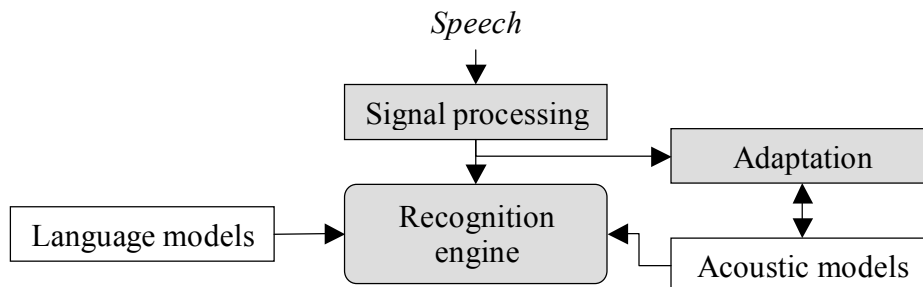 Speech
Signal processing
Adaptation
Recognition
engine
Language models
Acoustic models